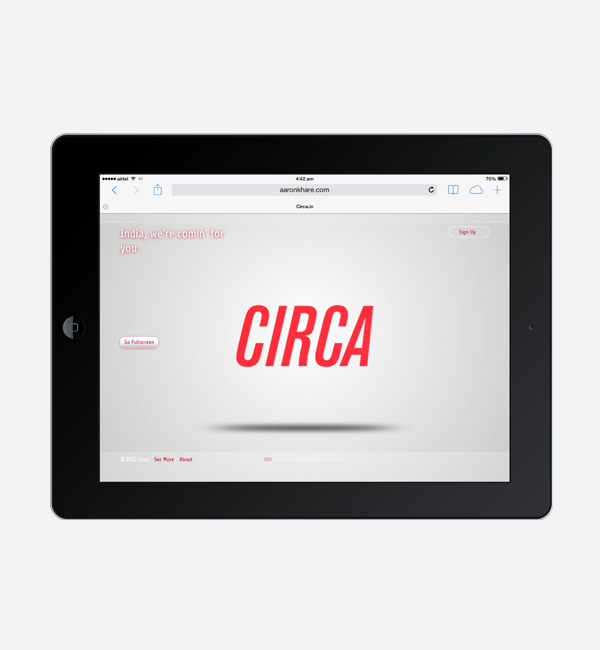 airtel
4:42 am
70%
aaronkhare.com
Circa.in
India, we're comin' for
you.
Sign Up
CIRCA
Go Fullscreen
© 2012 See More About